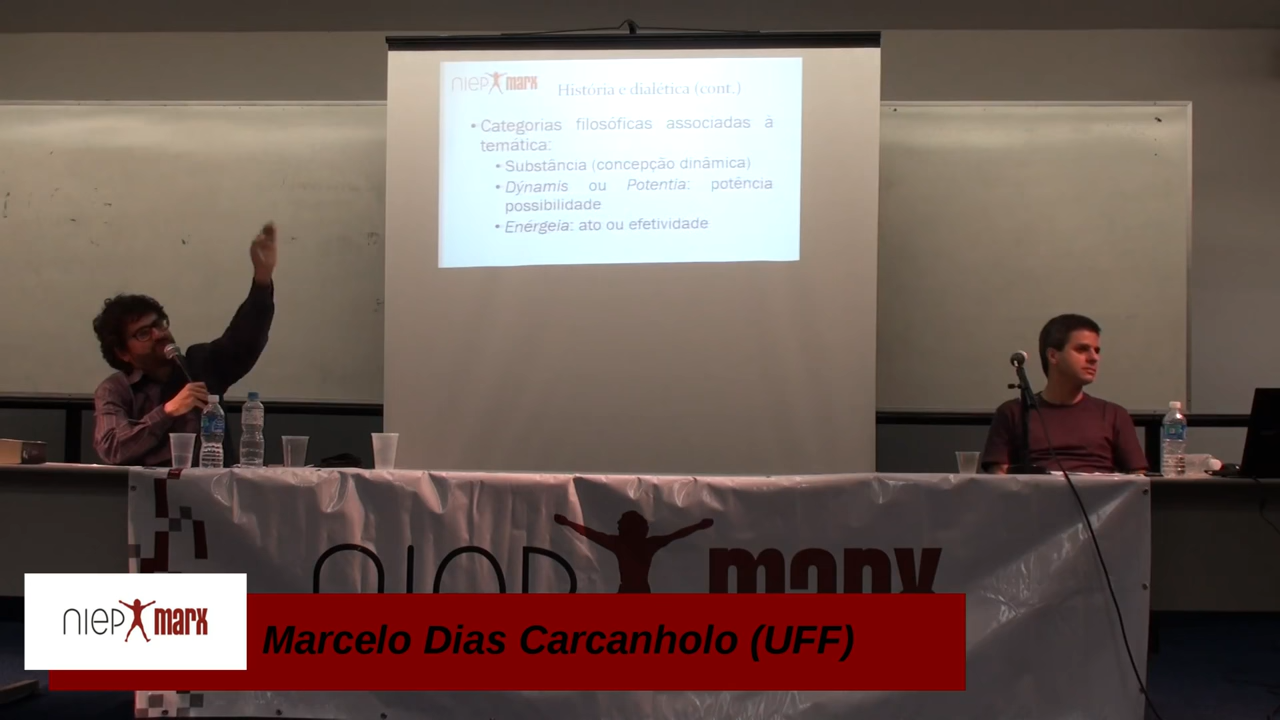 NIEP marx
História e dialética (cont.)
• Categorias filosóficas associadas à
temática:
• Substância (concepção dinâmica)
• Dýnamis ou Potentia: potência
possibilidade
• Enérgeia: ato ou efetividade
NIEP marx
NIEP marx
Marcelo Dias Carcanholo (UFF)